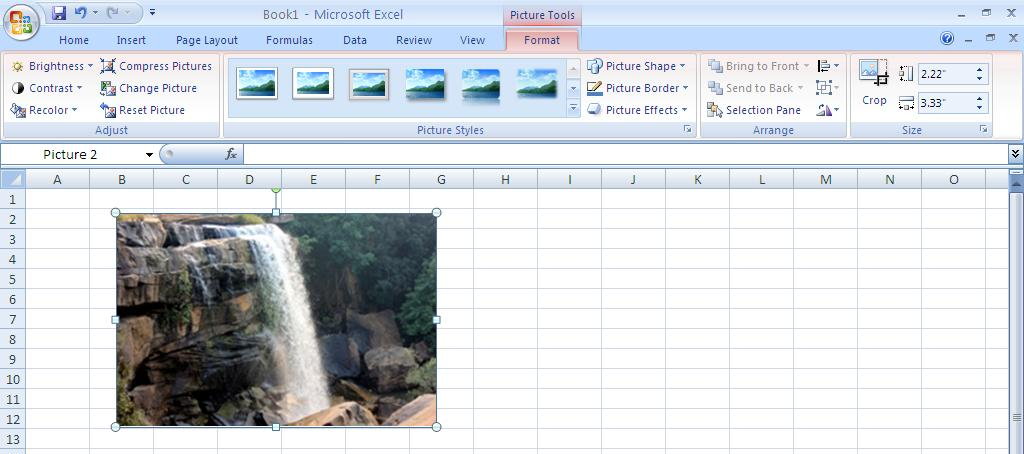 Book1 - Microsoft Excel
Picture Tools
Home Insert Page Layout Formulas Data Review View Format
Brightness Compress Pictures Picture Shape Bring to Front 2.22"
Contrast Change Picture Picture Border Send to Back
Recolor Reset Picture Picture Effects Selection Pane Crop 3.33"
Adjust Picture Styles Arrange Size
Picture 2 fx
A B C D E F G H I J K L M N O
1
2
3
4
5
6
7
8
9
10
11
12
13